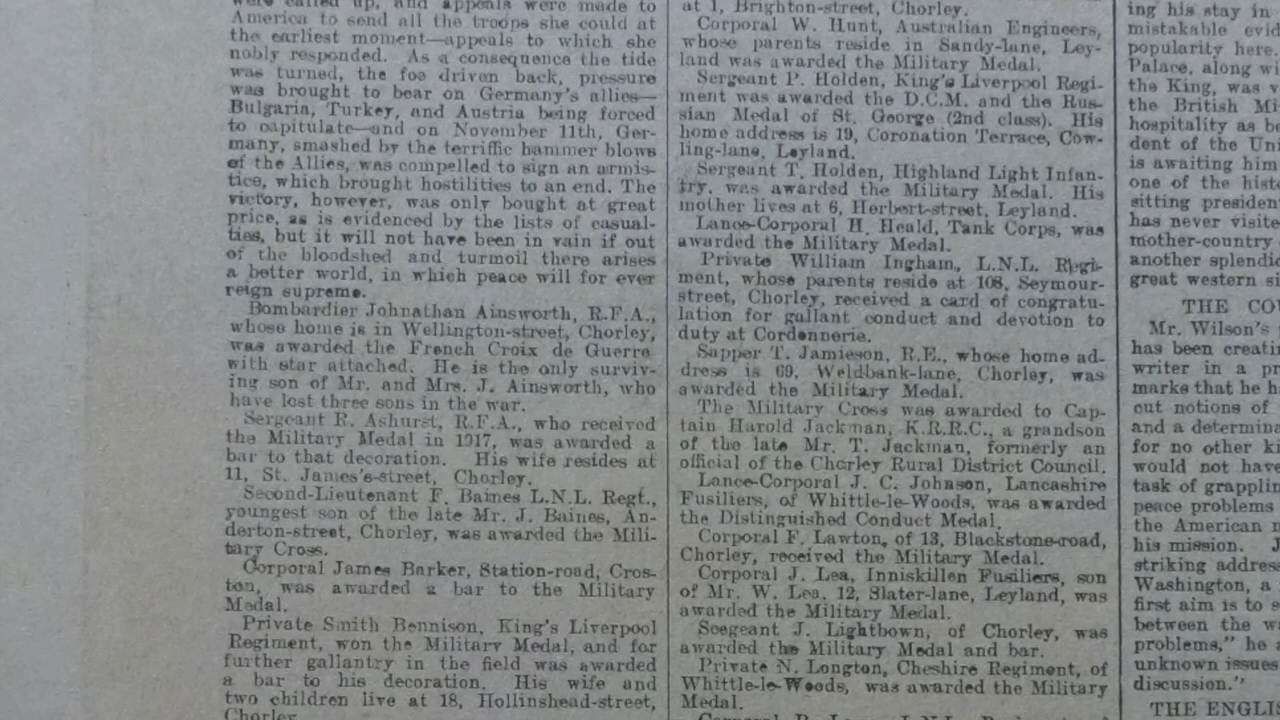 were called up, and appeals were made to
America to send all the troops she could at
the earliest moment—appeals to which she
nobly responded. As a consequence the tide
was turned, the foe driven back, pressure
was brought to bear on Germany's allies—
Bulgaria, Turkey, and Austria being forced
to capitulate—and on November 11th, Ger-
many, smashed by the terrific hammer blows
of the Allies, was compelled to sign an armis-
tice, which brought hostilities to an end. The
victory, however, was only bought at great
price, as is evidenced by the lists of casual-
ties, but it will not have been in vain if out
of the bloodshed and turmoil there arises
a better world, in which peace will for ever
reign supreme.
Bombardier Johnathan Ainsworth, R.F.A.,
whose home is in Wellington-street, Chorley,
was awarded the French Croix de Guerre
with star attached. He is the only surviv-
ing son of Mr. and Mrs. J. Ainsworth, who
have lost three sons in the war.
Sergeant R. Ashurst, R.F.A., who received
the Military Medal in 1917, was awarded a
bar to that decoration. His wife resides at
11, St. James's-street, Chorley.
Second-Lieutenant F. Baines L.N.L. Regt.,
youngest son of the late Mr. J. Baines, An-
derton-street, Chorley, was awarded the Mili-
tary Cross.
Corporal James Barker, Station-road, Cros-
ton, was awarded a bar to the Military
Medal.
Private Smith Bennison, King's Liverpool
Regiment, won the Military Medal, and for
further gallantry in the field was awarded
a bar to his decoration. His wife and
two children live at 18, Hollinshead-street,
Chorley.
at 1, Brighton-street, Chorley.
Corporal W. Hunt, Australian Engineers,
whose parents reside in Sandy-lane, Ley-
land was awarded the Military Medal.
Sergeant P. Holden, King's Liverpool Regi-
ment was awarded the D.C.M. and the Rus-
sian Medal of St. George (2nd class). His
home address is 19, Coronation Terrace, Cow-
ling-lane, Leyland.
Sergeant T. Holden, Highland Light Infan-
try, was awarded the Military Medal. His
mother lives at 6, Herbert-street, Leyland.
Lance-Corporal H. Heald, Tank Corps, was
awarded the Military Medal.
Private William Ingham, L.N.L. Regi-
ment, whose parents reside at 108, Seymour-
street, Chorley, received a card of congratu-
lation for gallant conduct and devotion to
duty at Cordonnerie.
Sapper T. Jamieson, R.E., whose home ad-
dress is 69, Weldbank-lane, Chorley, was
awarded the Military Medal.
The Military Cross was awarded to Cap-
tain Harold Jackman, K.R.R.C., a grandson
of the late Mr. T. Jackman, formerly an
official of the Chorley Rural District Council.
Lance-Corporal J. C. Johnson, Lancashire
Fusiliers, of Whittle-le-Woods, was awarded
the Distinguished Conduct Medal.
Corporal F. Lawton, of 13, Blackstone-road,
Chorley, received the Military Medal.
Corporal J. Lea, Inniskillen Fusiliers, son
of Mr. W. Lea, 12, Slater-lane, Leyland, was
awarded the Military Medal.
Seegeant J. Lightbown, of Chorley, was
awarded the Military Medal and bar.
Private N. Longton, Cheshire Regiment, of
Whittle-le-Woods, was awarded the Military
Medal.
ing his stay in
mistakable evid
popularity here.
Palace, along wi
the King, was v
the British Mi
hospitality as be
dent of the Uni
is awaiting him
one of the histo
sitting president
has never visite
mother-country
another splendid
great western si
THE CO
Mr. Wilson's
has been creatin
writer in a pr
marks that he h
out notions of
and a determina
for no other ki
would not have
task of grapplin
peace problems
the American n
his mission. J
striking address
Washington, a
first aim is to s
between the w
problems," he a
unknown issues
discussion."
THE ENGLIS